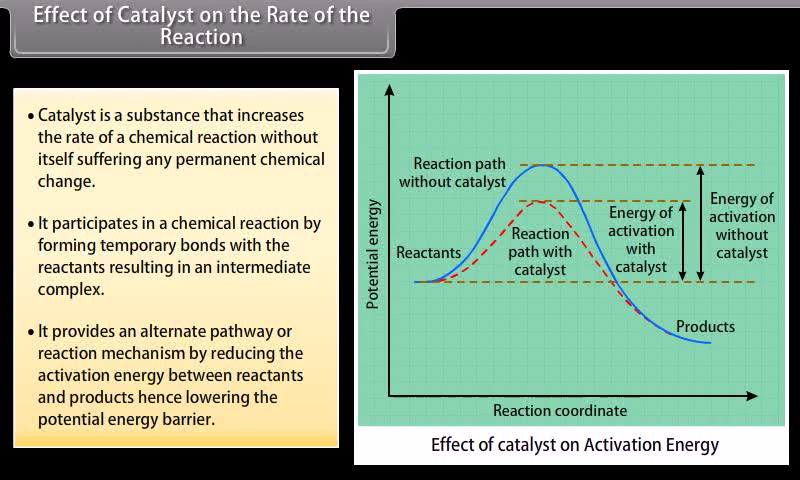 Effect of Catalyst on the Rate of the
Reaction
• Catalyst is a substance that increases
the rate of a chemical reaction without
itself suffering any permanent chemical
change.
• It participates in a chemical reaction by
forming temporary bonds with the
reactants resulting in an intermediate
complex.
• It provides an alternate pathway or
reaction mechanism by reducing the
activation energy between reactants
and products hence lowering the
potential energy barrier.
Potential energy
Reaction path
without catalyst
Reactants
Reaction
path with
catalyst
Energy of
activation
with
catalyst
Energy of
activation
without
catalyst
Products
Reaction coordinate
Effect of catalyst on Activation Energy